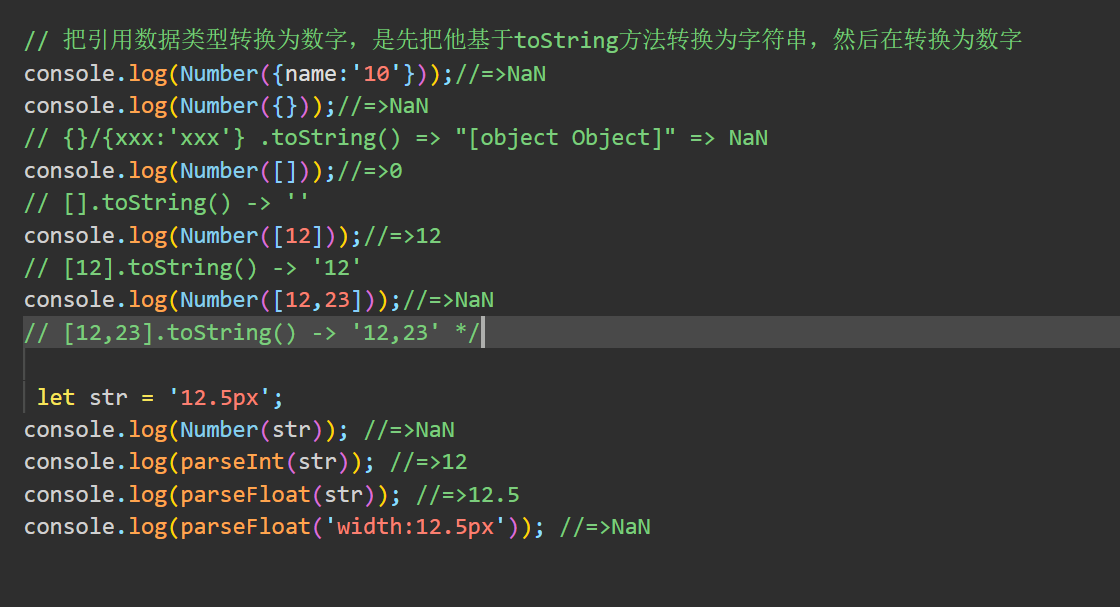 // 把引用数据类型转换为数字，是先把他基于toString方法转换为字符串，然后在转换为数字
console.log(Number({name:'10'}));//=>NaN
console.log(Number({}));//=>NaN
// {}/{xxx:'xxx'} .toString() => "[object Object]" => NaN
console.log(Number([]));//=>0
// [].toString() -> ''
console.log(Number([12]));//=>12
// [12].toString() -> '12'
console.log(Number([12,23]));//=>NaN
// [12,23].toString() -> '12,23' */
let str = '12.5px';
console.log(Number(str)); //=>NaN
console.log(parseInt(str)); //=>12
console.log(parseFloat(str)); //=>12.5
console.log(parseFloat('width:12.5px')); //=>NaN